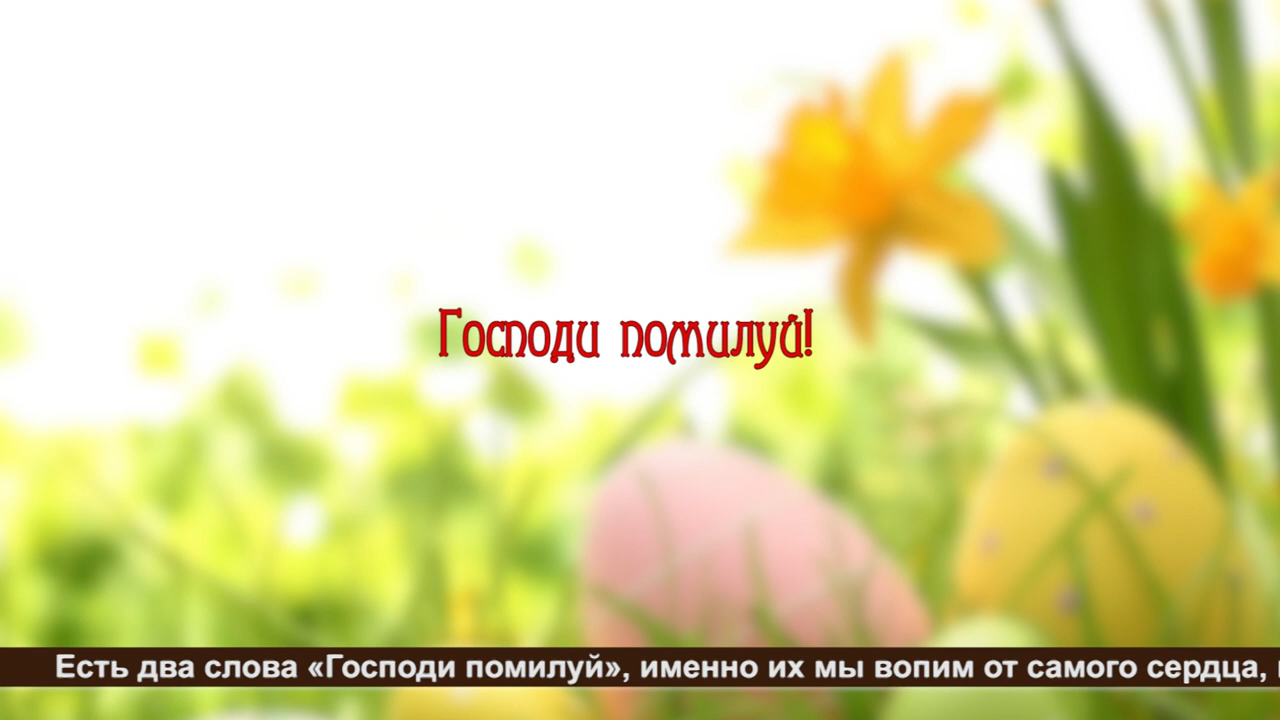 Господи помилуй!
Есть два слова «Господи помилуй», именно их мы вопим от самого сердца,